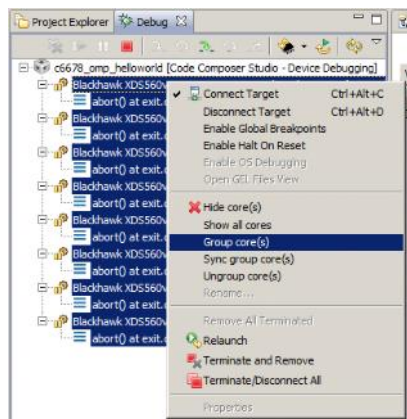 Project Explorer Debug
c6678_omp_helloworld [Code Composer Studio - Device Debugging]
Blackhawk XDS560v
abort() at exit.c
Blackhawk XDS560v
abort() at exit.c
Blackhawk XDS560v
abort() at exit.c
Blackhawk XDS560v
abort() at exit.c
Blackhawk XDS560v
abort() at exit.c
Blackhawk XDS560v
abort() at exit.c
Blackhawk XDS560v
abort() at exit.c
Blackhawk XDS560v
abort() at exit.c
Connect Target Ctrl+Alt+C
Disconnect Target Ctrl+Alt+D
Enable Global Breakpoints
Enable Halt On Reset
Enable OS Debugging
Open GEL Files View
Hide core(s)
Show all cores
Group core(s)
Sync group core(s)
Ungroup core(s)
Rename...
Remove All Terminated
Relaunch
Terminate and Remove
Terminate/Disconnect All
Properties